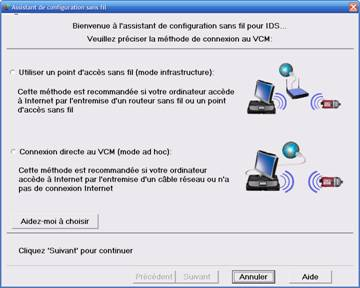 Assistant de configuration sans fil
Bienvenue à l'assistant de configuration sans fil pour IDS...
Veuillez préciser la méthode de connexion au VCM:
Utiliser un point d'accès sans fil (mode infrastructure):
Cette méthode est recommandée si votre ordinateur accède
à Internet par l'entremise d'un routeur sans fil ou un point
d'accès sans fil
Connexion directe au VCM (mode ad hoc):
Cette méthode est recommandée si votre ordinateur
accède à Internet par l'entremise d'un câble réseau ou n'a
pas de connexion Internet
Aidez-moi à choisir
Cliquez 'Suivant' pour continuer
Précédent Suivant Annuler Aide